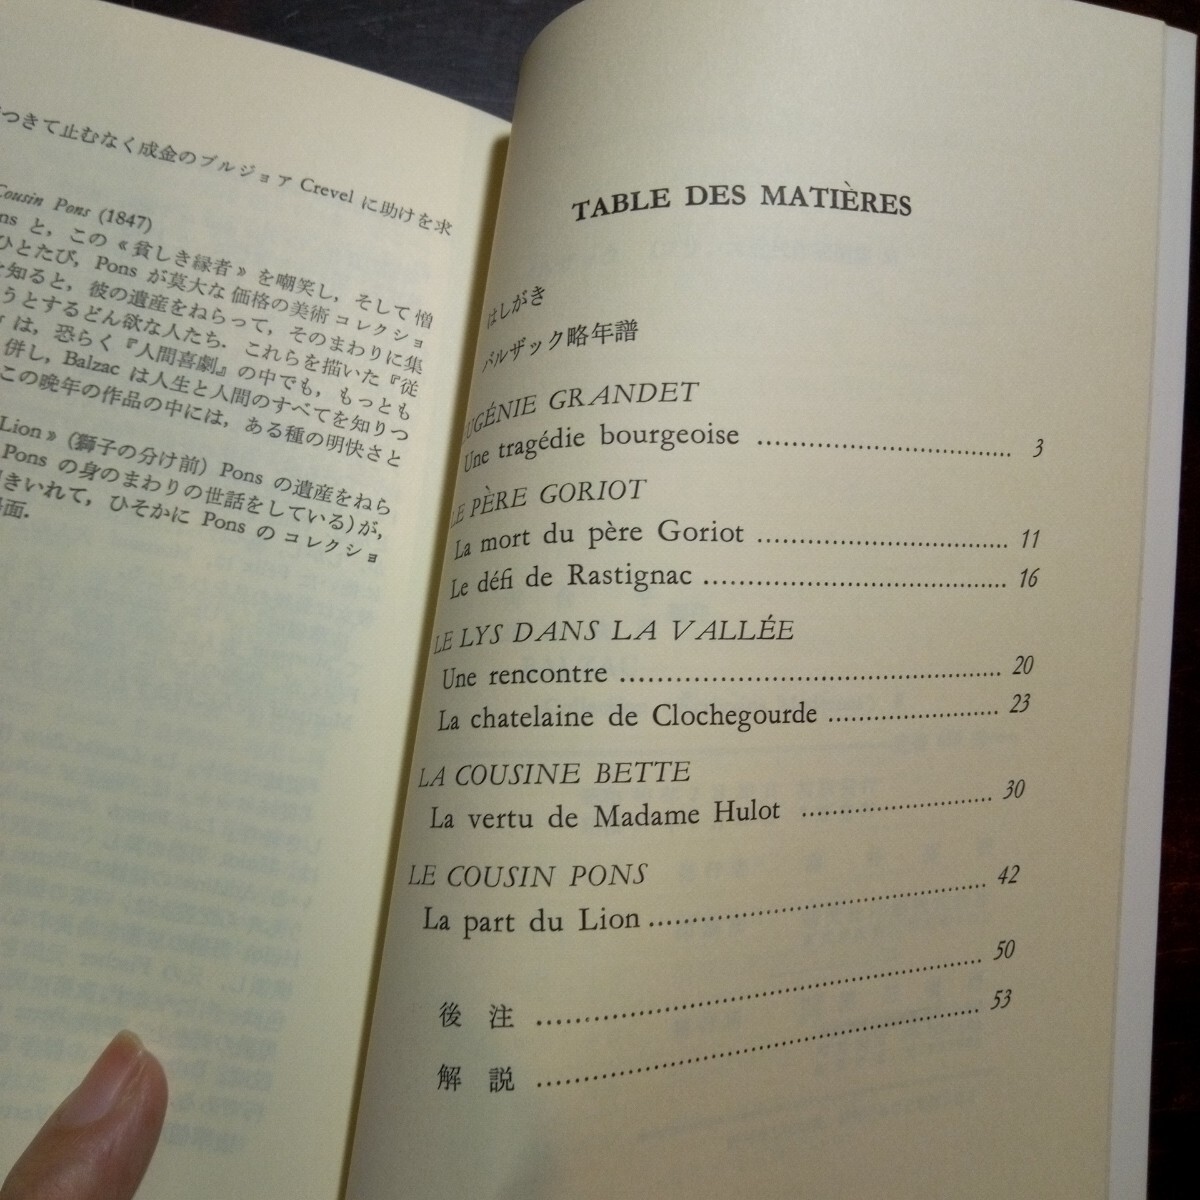 つきて止むなく成金のブルジョア Crevel に助けを求
Cousin Pons (1847)
と,この《貧しき縁者》を嘲笑し,そして憎
ひとたび, Pons が莫大な価格の美術コレクショ
知ると,彼の遺産をねらって,そのまわりに集
うとするどん欲な人たち.これらを描いた『従
は,恐らく『人間喜劇』の中でも,もっとも
併し, Balzac は人生と人間のすべてを知りつ
この晩年の作品の中には,ある種の明快さと
Lion》(獅子の分け前) Pons の遺産をねら
Pons の身のまわりの世話をしている)が,
きいれて,ひそかに Pons のコレクショ
面.
TABLE DES MATIÈRES
はしがき
バルザック略年譜
EUGÉNIE GRANDET
Une tragédie bourgeoise .......... 3
LE PÈRE GORIOT
La mort du père Goriot .......... 11
Le défi de Rastignac .......... 16
LE LYS DANS LA VALLÉE
Une rencontre .......... 20
La chatelaine de Clochegourde .......... 23
LA COUSINE BETTE
La vertu de Madame Hulot .......... 30
LE COUSIN PONS
La part du Lion .......... 42
後 注 .......... 50
解 説 .......... 53